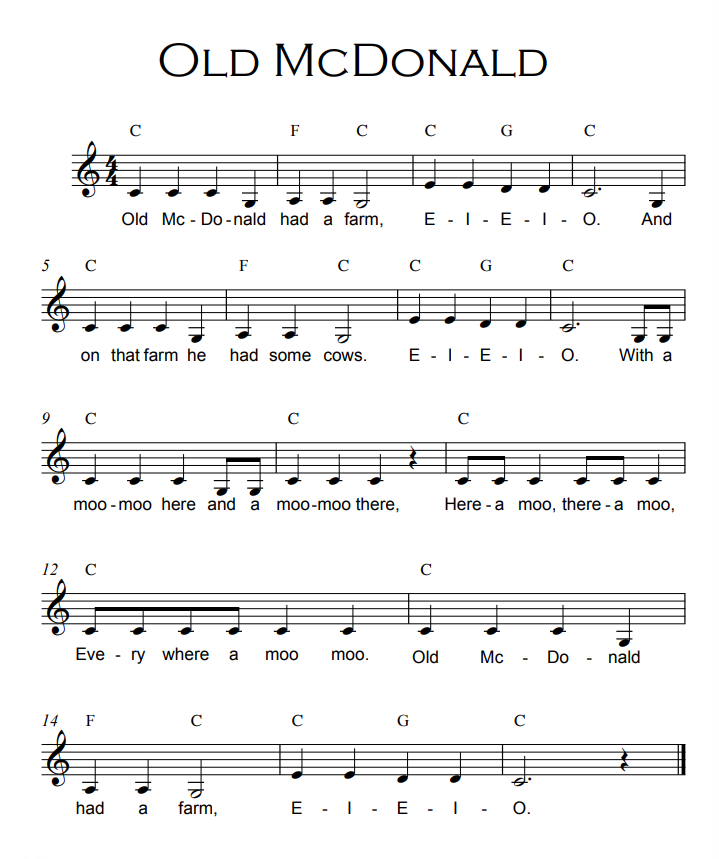 OLD MCDONALD
C F C C G C
4
4
Old Mc - Do - nald had a farm, E - I - E - I - O. And
5 C F C C G C
on that farm he had some cows. E - I - E - I - O. With a
9 C C C
moo - moo here and a moo-moo there, Here - a moo, there - a moo,
12 C C
Eve - ry where a moo moo. Old Mc - Do - nald
14 F C C G C
had a farm, E - I - E - I - O.